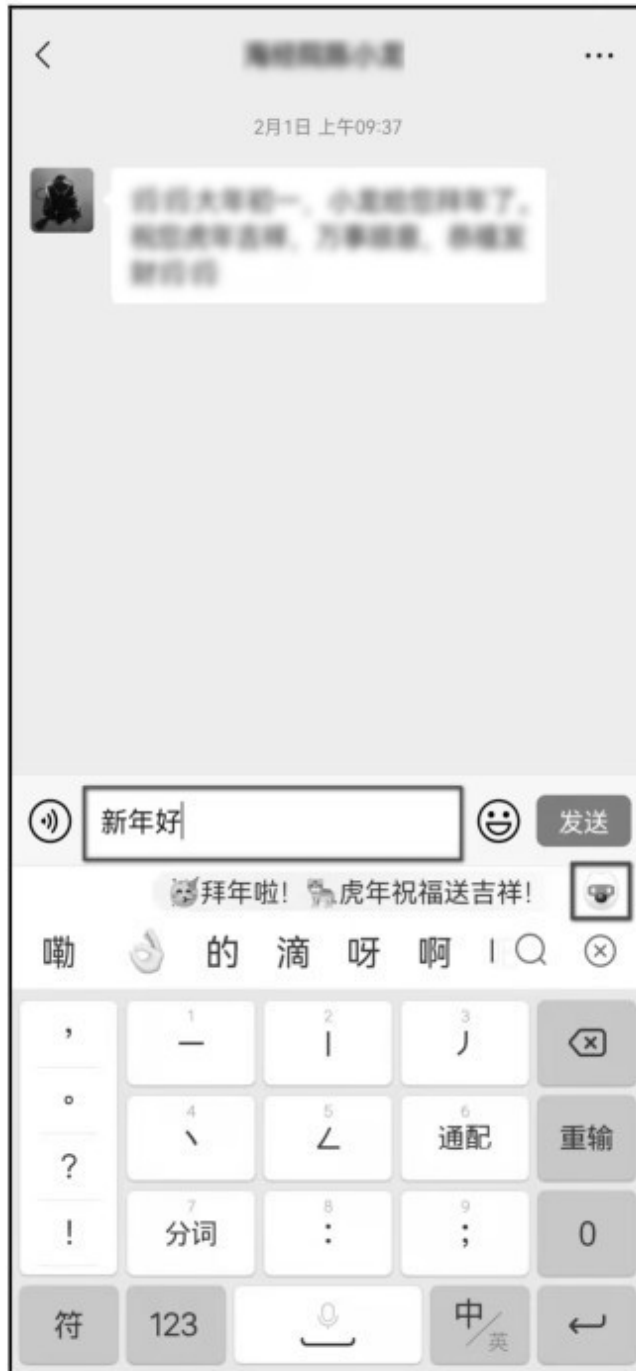 2月1日 上午09:37
新年好
发送
拜年啦! 虎年祝福送吉祥!
嘞 👌 的 滴 呀 啊
, 1 一 2 丨 3 丿
。 4 丶 5 ㄥ 6 通配 重输
?
! 7 分词 8 : 9 ; 0
符 123 中/英